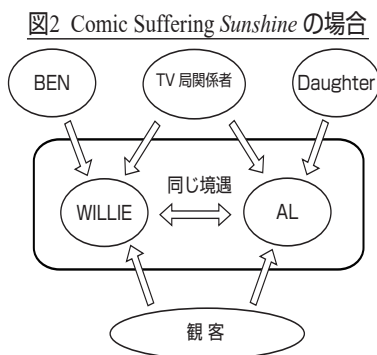 図2 Comic Suffering Sunshine の場合
BEN
TV 局関係者
Daughter
同じ境遇
WILLIE
AL
観 客